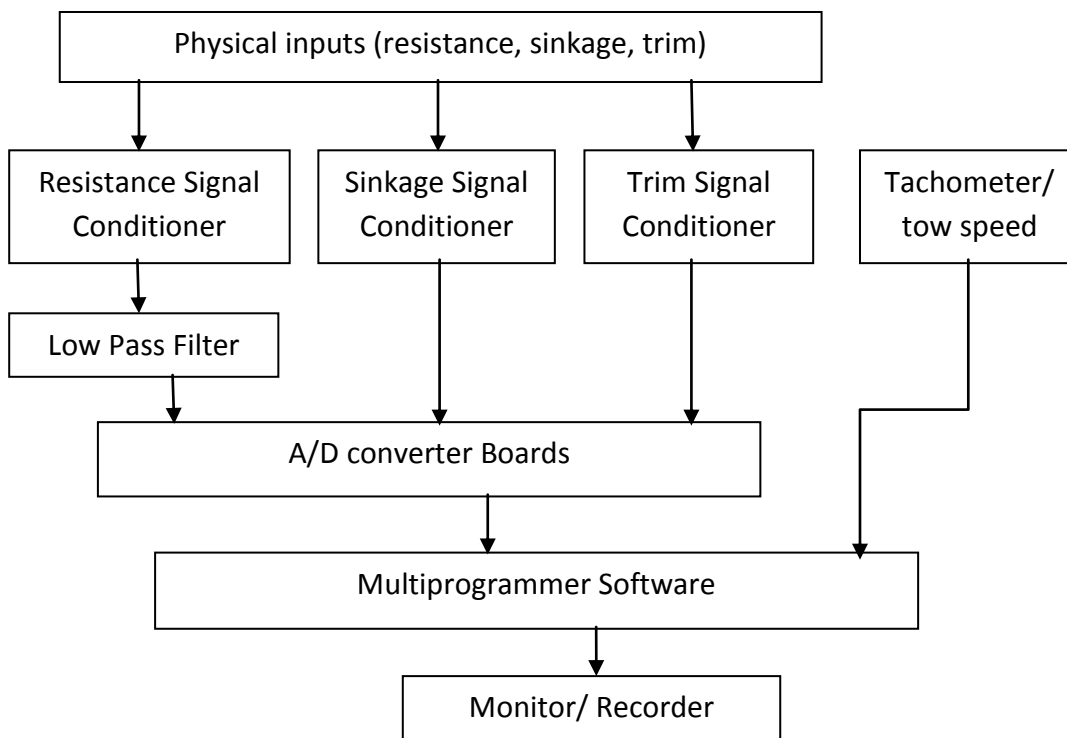 Physical inputs (resistance, sinkage, trim)
Resistance Signal
Conditioner
Sinkage Signal
Conditioner
Trim Signal
Conditioner
Tachometer/
tow speed
Low Pass Filter
A/D converter Boards
Multiprogrammer Software
Monitor/ Recorder